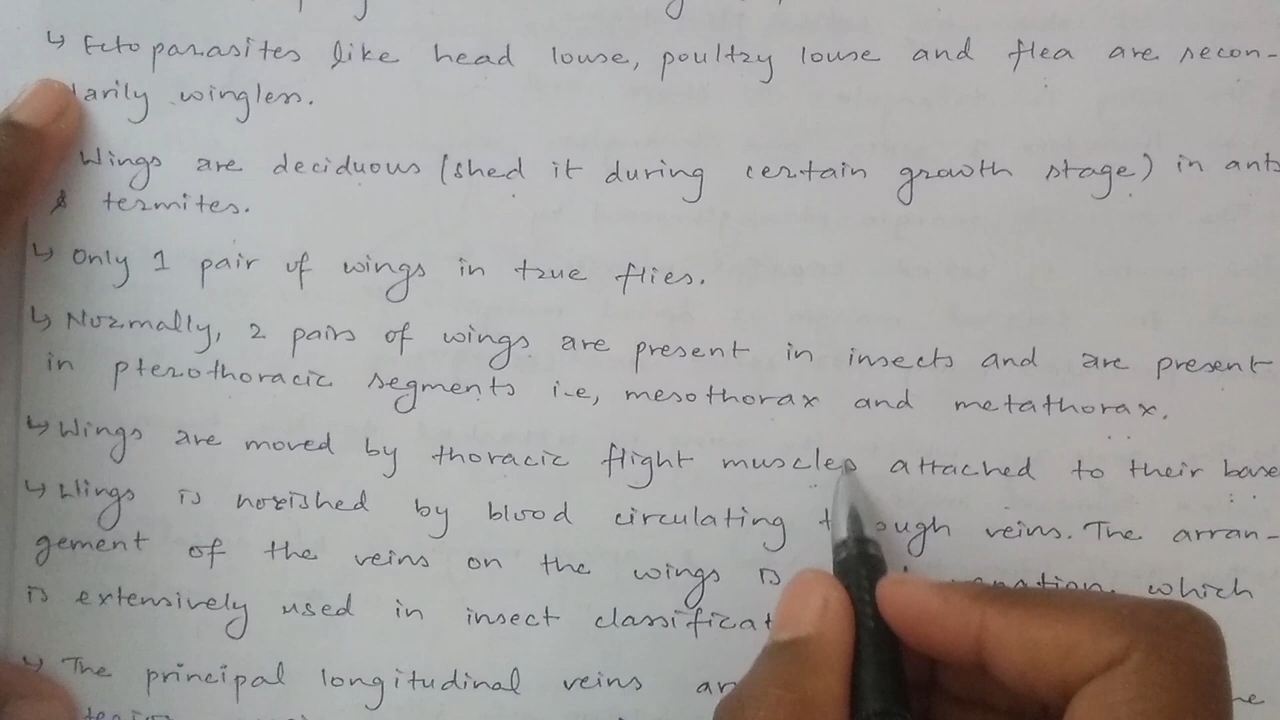 ↳ Ectoparasites like head louse, poultry louse and flea are secon-
darily wingless.
Wings are deciduous (shed it during certain growth stage) in ants
& termites.
↳ Only 1 pair of wings in true flies.
↳ Normally, 2 pairs of wings are present in insects and are present
in pterothoracic segments i.e, mesothorax and metathorax.
↳ Wings are moved by thoracic flight muscles attached to their base
↳ Wings is norished by blood circulating through veins. The arran-
gement of the veins on the wings is which
is extensively used in insect
↳ The principal longitudinal veins